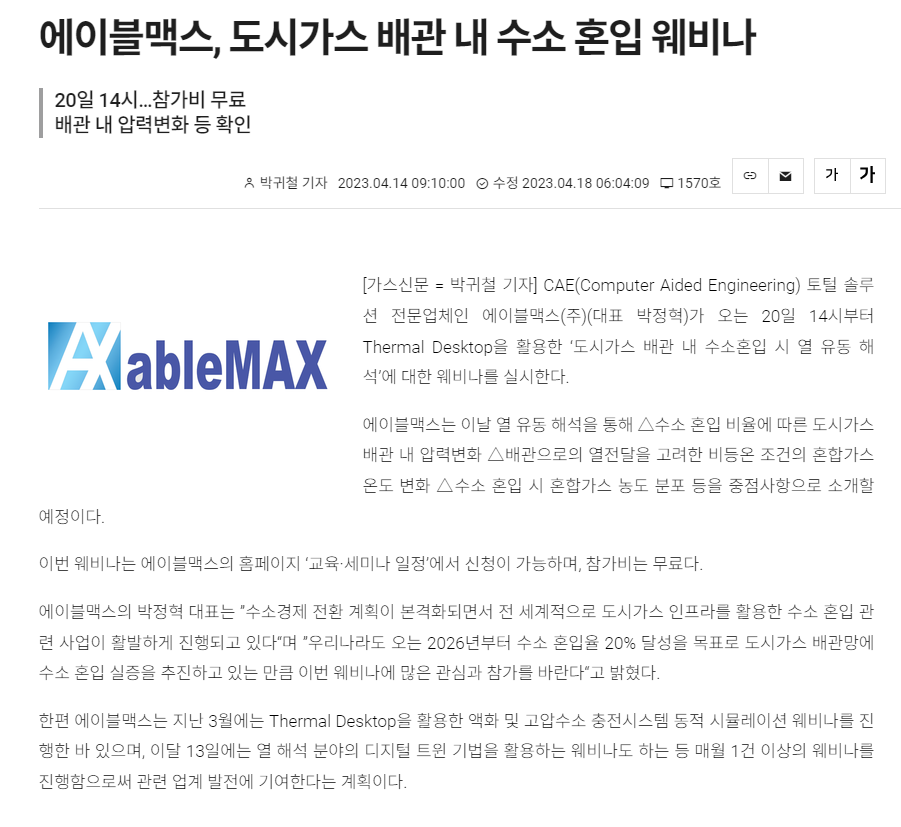 에이블맥스, 도시가스 배관 내 수소 혼입 웨비나
20일 14시...참가비 무료
배관 내 압력변화 등 확인
박귀철 기자 2023.04.14 09:10:00 수정 2023.04.18 06:04:09 1570호 가 가
[가스신문 = 박귀철 기자] CAE(Computer Aided Engineering) 토털 솔루
션 전문업체인 에이블맥스(주)(대표 박정혁)가 오는 20일 14시부터
Thermal Desktop을 활용한 ‘도시가스 배관 내 수소혼입 시 열 유동 해
석’에 대한 웨비나를 실시한다.
AX ableMAX
에이블맥스는 이날 열 유동 해석을 통해 △수소 혼입 비율에 따른 도시가스
배관 내 압력변화 △배관으로의 열전달을 고려한 비등온 조건의 혼합가스
온도 변화 △수소 혼입 시 혼합가스 농도 분포 등을 중점사항으로 소개할
예정이다.
이번 웨비나는 에이블맥스의 홈페이지 ‘교육·세미나 일정’에서 신청이 가능하며, 참가비는 무료다.
에이블맥스의 박정혁 대표는 ”수소경제 전환 계획이 본격화되면서 전 세계적으로 도시가스 인프라를 활용한 수소 혼입 관
련 사업이 활발하게 진행되고 있다“며 ”우리나라도 오는 2026년부터 수소 혼입율 20% 달성을 목표로 도시가스 배관망에
수소 혼입 실증을 추진하고 있는 만큼 이번 웨비나에 많은 관심과 참가를 바란다“고 밝혔다.
한편 에이블맥스는 지난 3월에는 Thermal Desktop을 활용한 액화 및 고압수소 충전시스템 동적 시뮬레이션 웨비나를 진
행한 바 있으며, 이달 13일에는 열 해석 분야의 디지털 트윈 기법을 활용하는 웨비나도 하는 등 매월 1건 이상의 웨비나를
진행함으로써 관련 업계 발전에 기여한다는 계획이다.